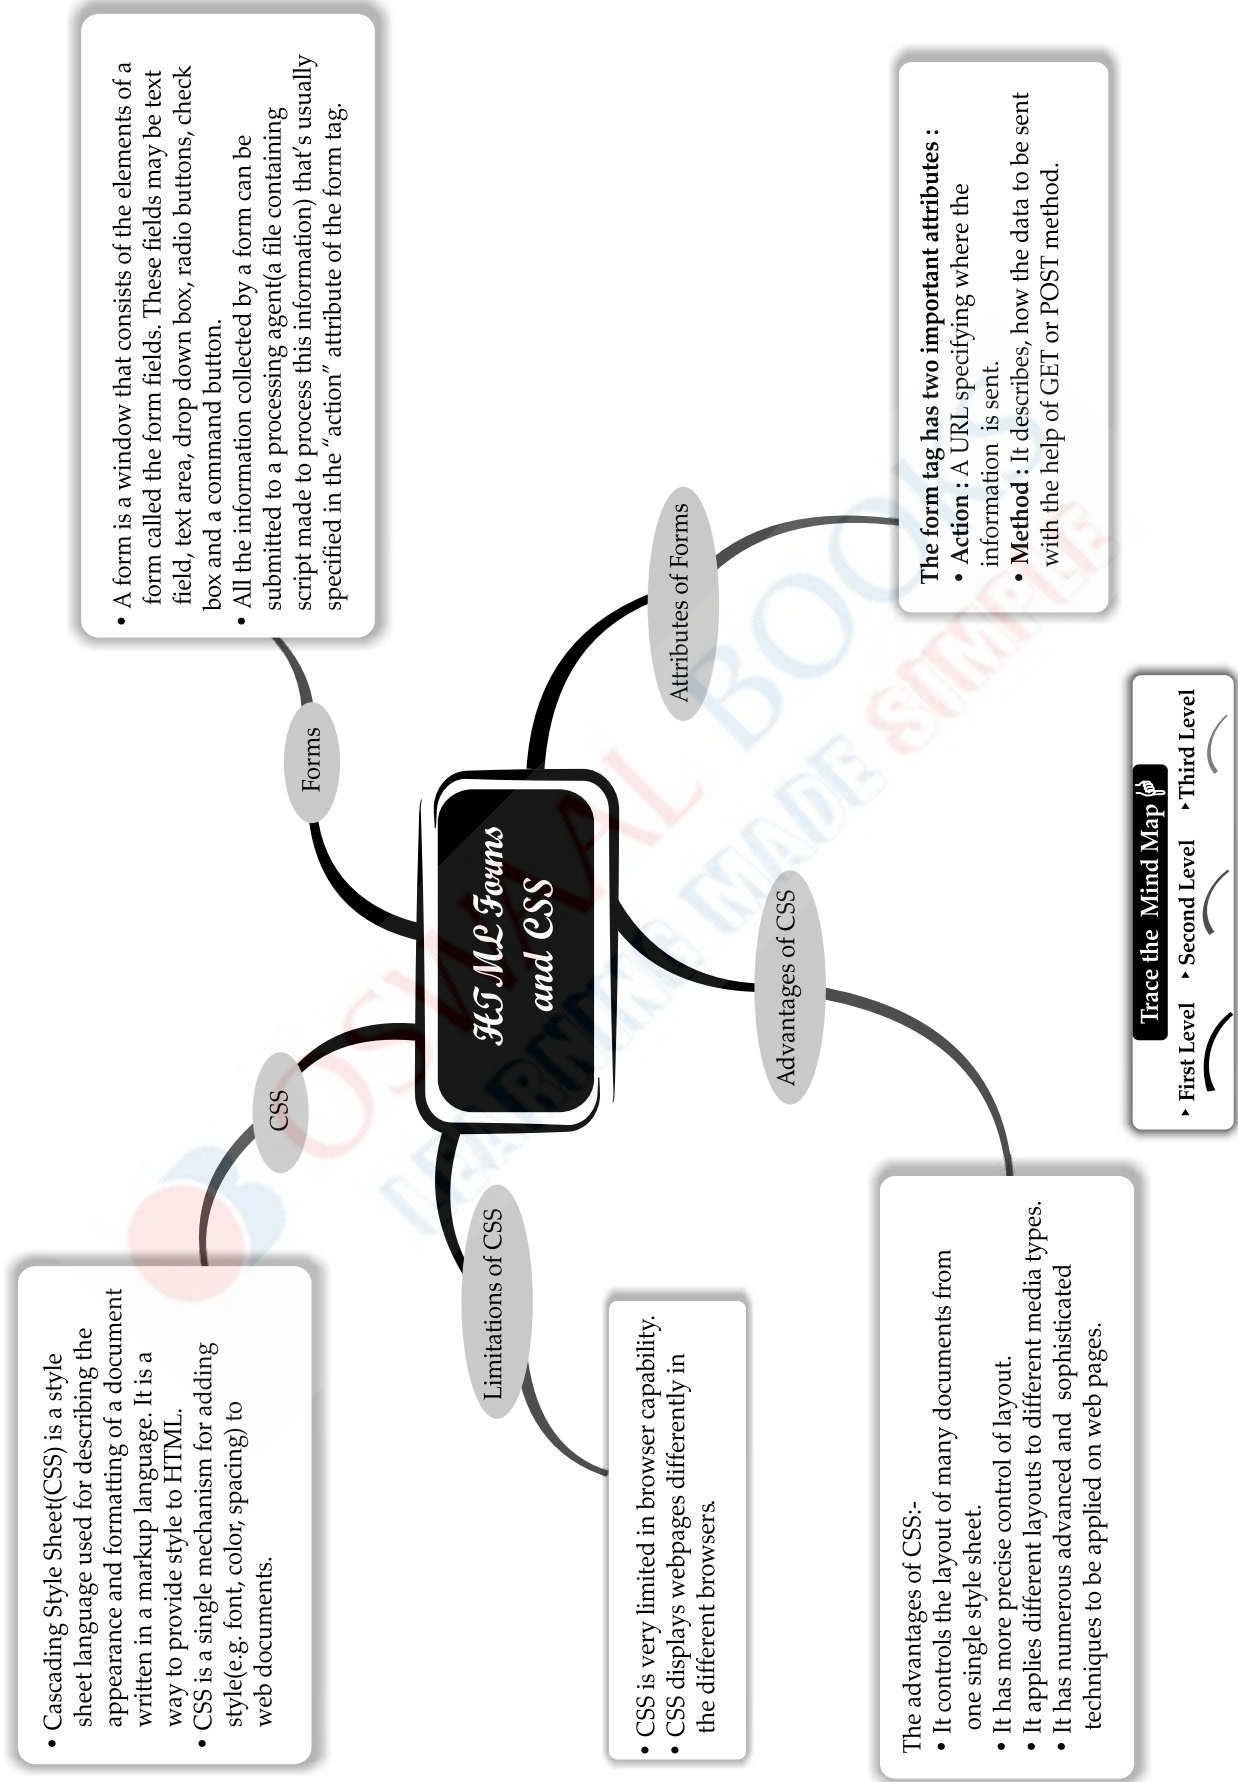 • Cascading Style Sheet(CSS) is a style
sheet language used for describing the
appearance and formatting of a document
written in a markup language. It is a
way to provide style to HTML.
• CSS is a single mechanism for adding
style(e.g. font, color, spacing) to
web documents.
CSS
Forms
• A form is a window that consists of the elements of a
form called the form fields. These fields may be text
field, text area, drop down box, radio buttons, check
box and a command button.
• All the information collected by a form can be
submitted to a processing agent(a file containing
script made to process this information) that's usually
specified in the "action" attribute of the form tag.
HTML Forms
and CSS
Limitations of CSS
• CSS is very limited in browser capability.
• CSS displays webpages differently in
the different browsers.
Attributes of Forms
The form tag has two important attributes :
• Action : A URL specifying where the
information is sent.
• Method : It describes, how the data to be sent
with the help of GET or POST method.
Advantages of CSS
The advantages of CSS:-
• It controls the layout of many documents from
one single style sheet.
• It has more precise control of layout.
• It applies different layouts to different media types.
• It has numerous advanced and sophisticated
techniques to be applied on web pages.
Trace the Mind Map
▸ First Level ▸ Second Level ▸Third Level
OSWAAL BOOKS
LEARNING MADE SIMPLE